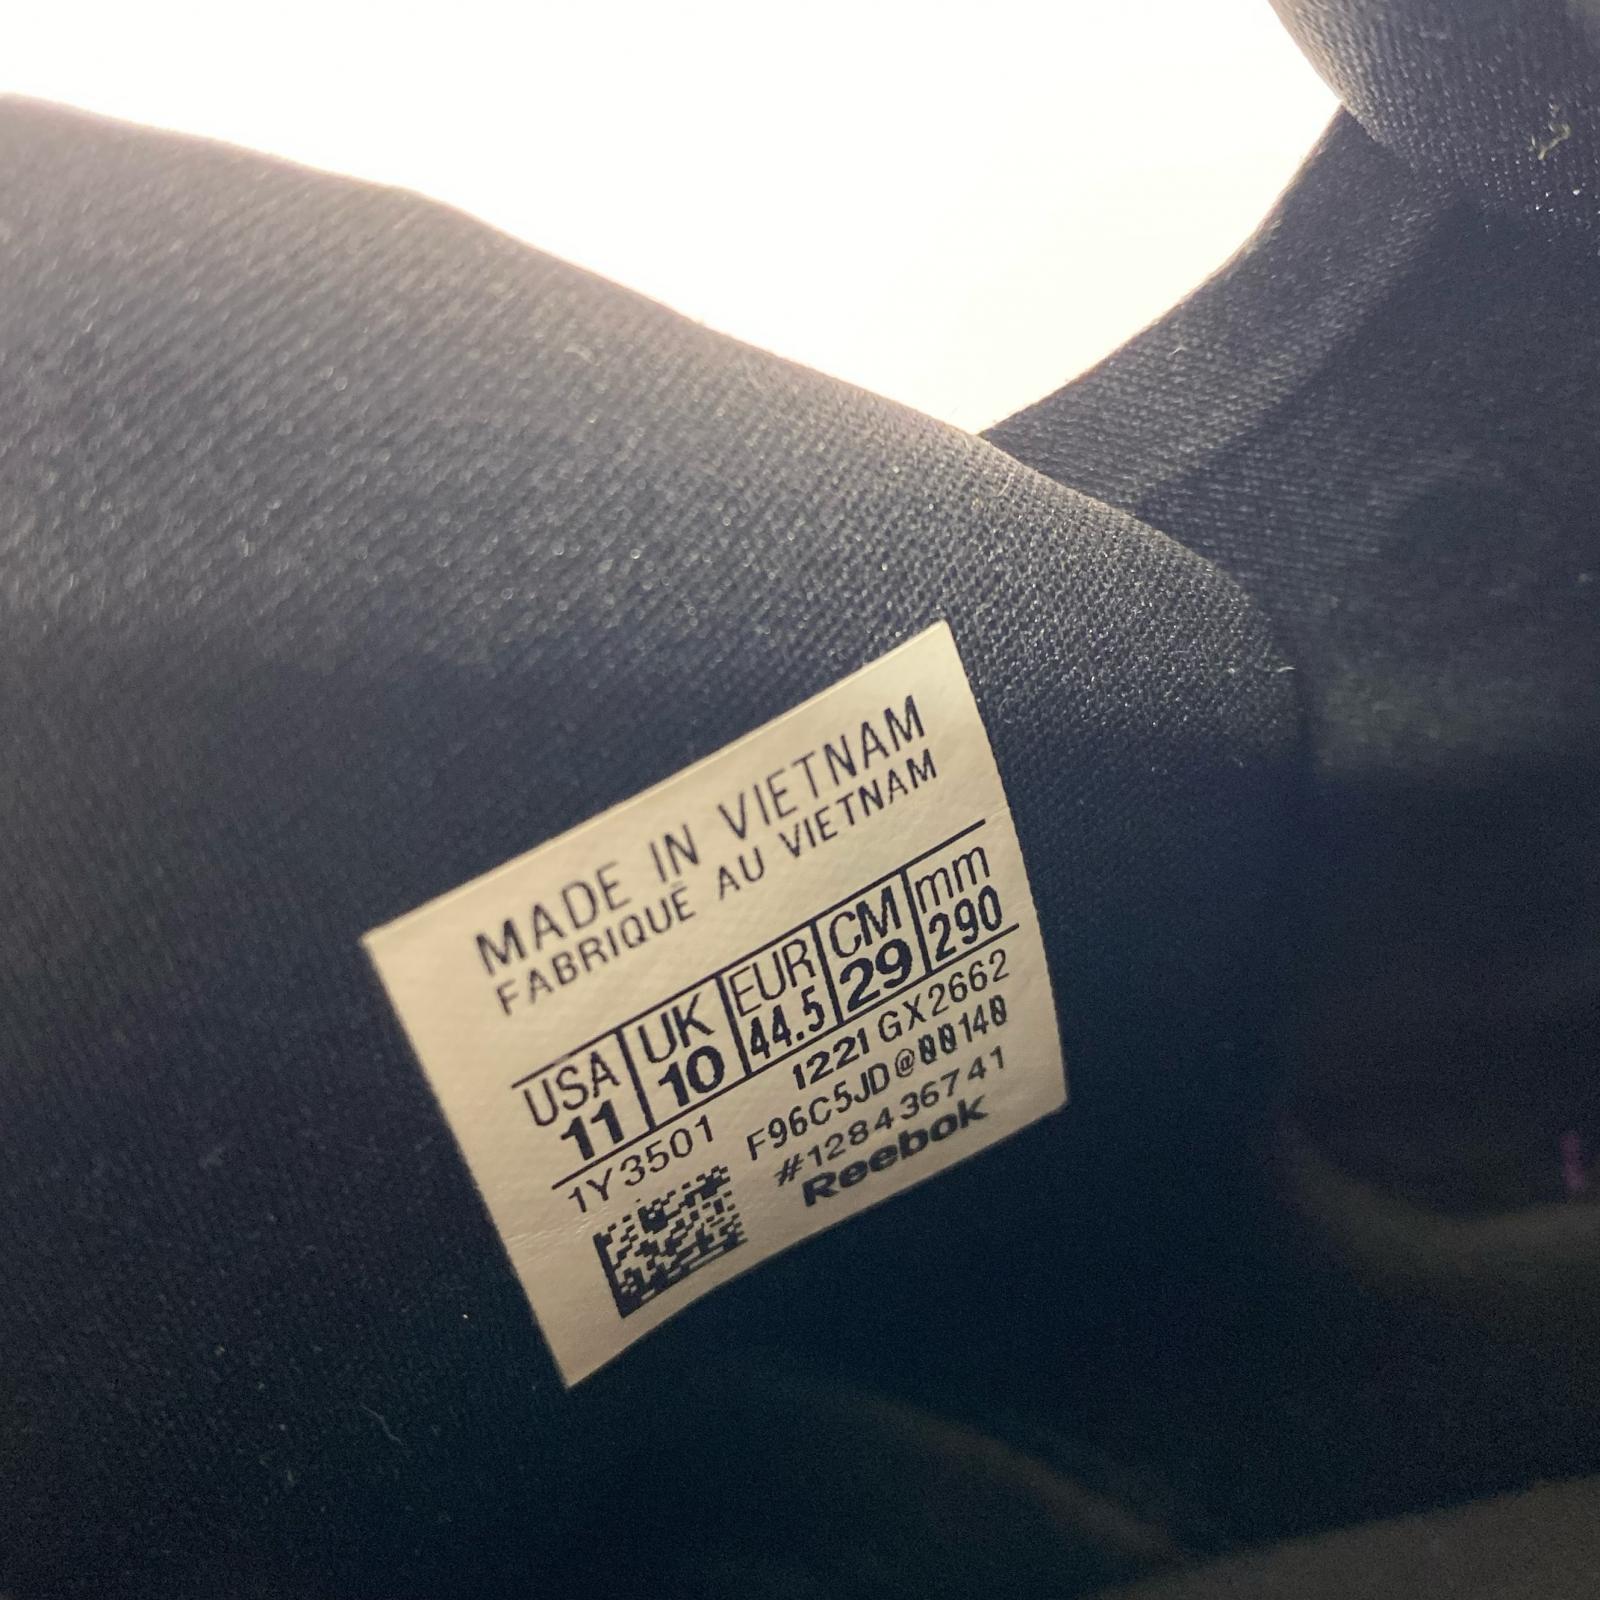 MADE IN VIETNAM
FABRIQUÉ AU VIETNAM
USA UK EUR CM mm
11 10 44.5 29 290
1Y3501 1221 GX2662
F96C5JD@00140
#128436741
Reebok